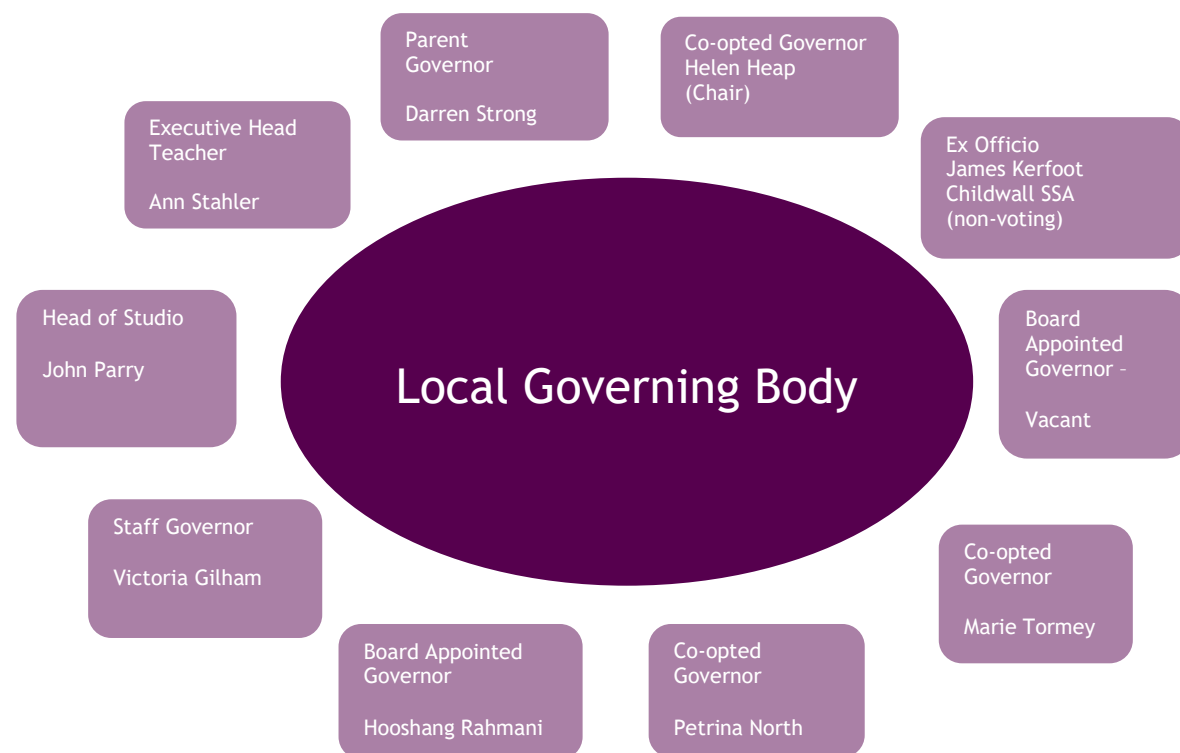 Parent
Governor
Darren Strong
Co-opted Governor
Helen Heap
(Chair)
Executive Head
Teacher
Ann Stahler
Ex Officio
James Kerfoot
Childwall SSA
(non-voting)
Head of Studio
John Parry
Local Governing Body
Board
Appointed
Governor –
Vacant
Staff Governor
Victoria Gilham
Co-opted
Governor
Marie Tormey
Board Appointed
Governor
Hooshang Rahmani
Co-opted
Governor
Petrina North